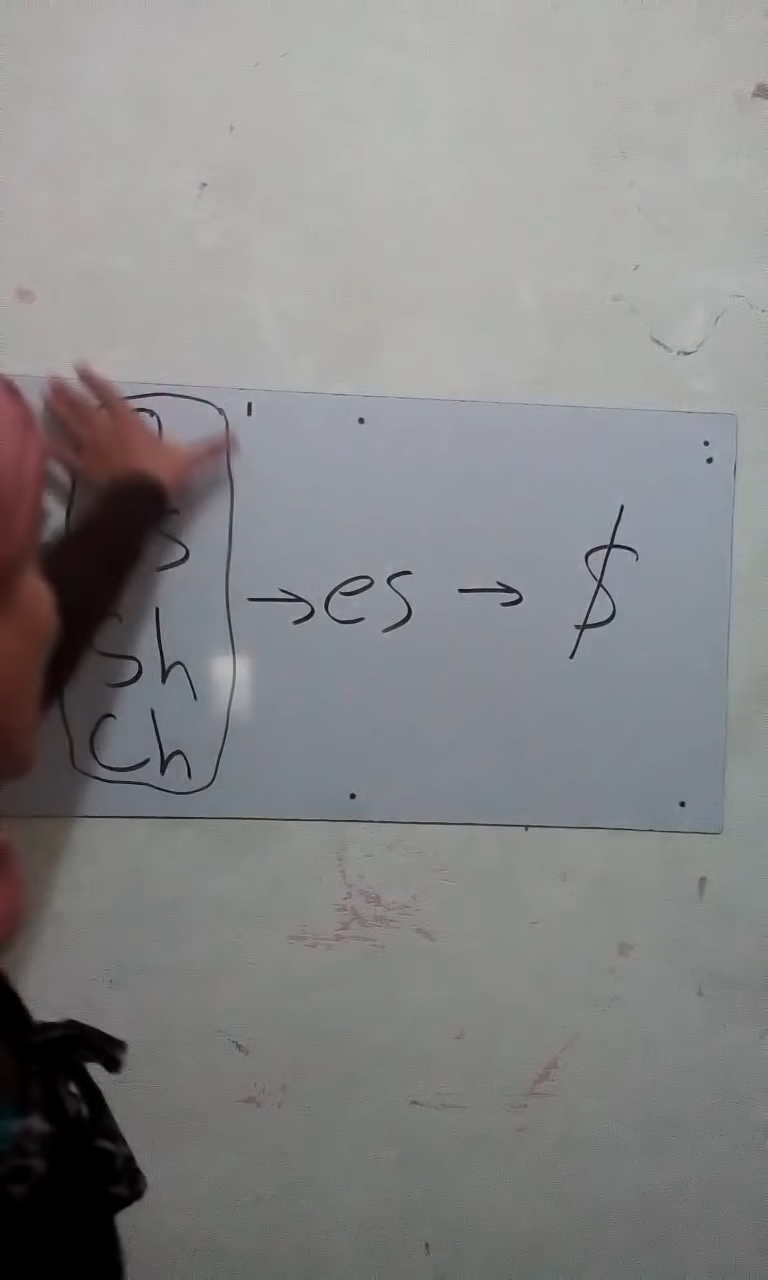 s
sh → es → $
ch